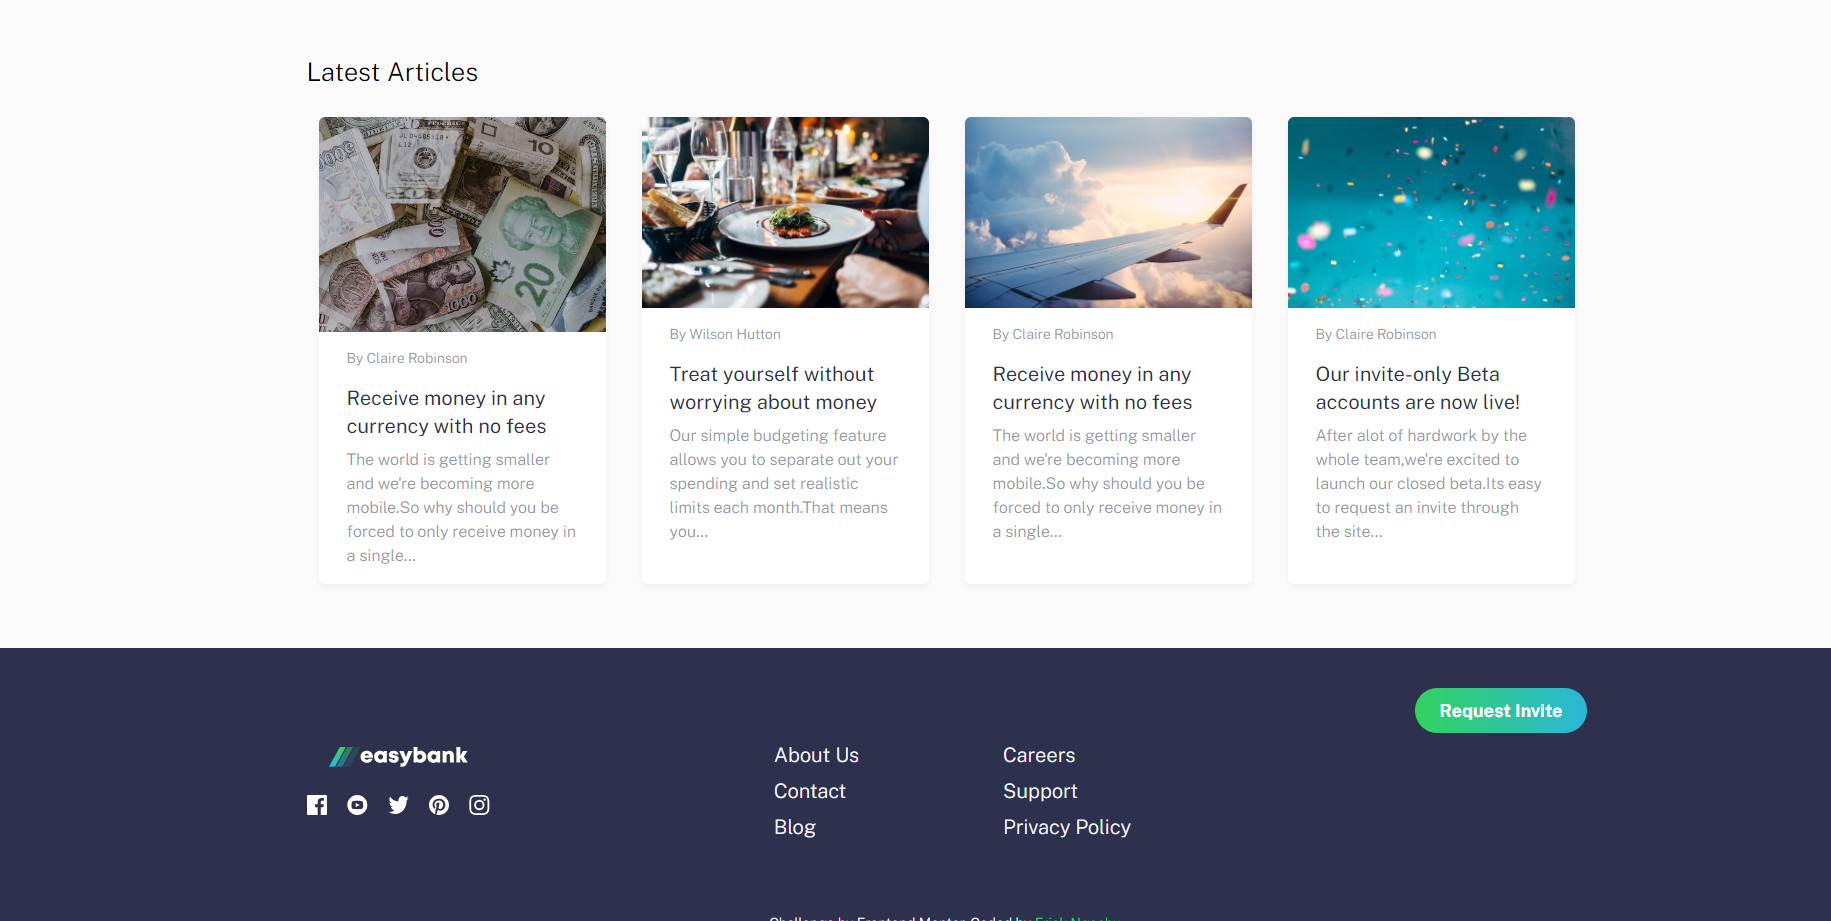 Latest Articles
By Claire Robinson
Receive money in any
currency with no fees
The world is getting smaller
and we're becoming more
mobile.So why should you be
forced to only receive money in
a single...
By Wilson Hutton
Treat yourself without
worrying about money
Our simple budgeting feature
allows you to separate out your
spending and set realistic
limits each month.That means
you...
By Claire Robinson
Receive money in any
currency with no fees
The world is getting smaller
and we're becoming more
mobile.So why should you be
forced to only receive money in
a single...
By Claire Robinson
Our invite-only Beta
accounts are now live!
After alot of hardwork by the
whole team,we're excited to
launch our closed beta.Its easy
to request an invite through
the site...
Request Invite
easybank
About Us
Contact
Blog
Careers
Support
Privacy Policy